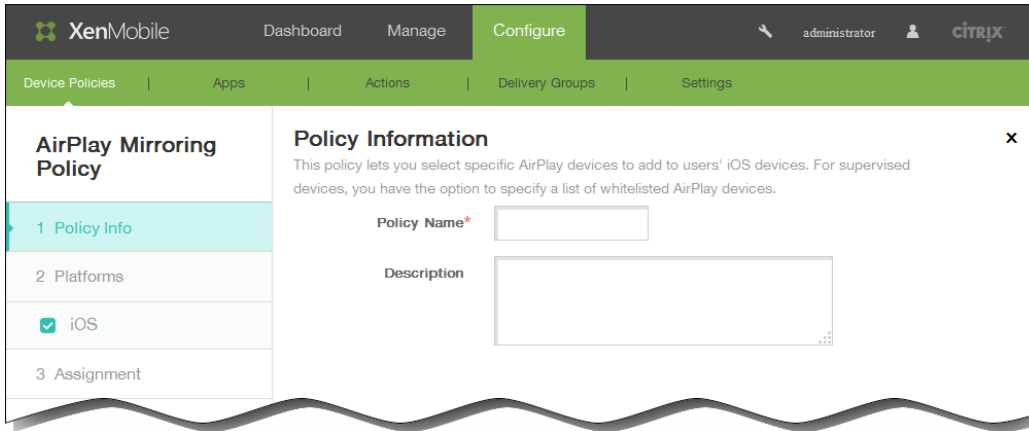 XenMobile Dashboard Manage Configure administrator CİTRIX
Device Policies | Apps | Actions | Delivery Groups | Settings
AirPlay Mirroring
Policy
1 Policy Info
2 Platforms
iOS
3 Assignment
Policy Information
This policy lets you select specific AirPlay devices to add to users' iOS devices. For supervised
devices, you have the option to specify a list of whitelisted AirPlay devices.
Policy Name*
Description